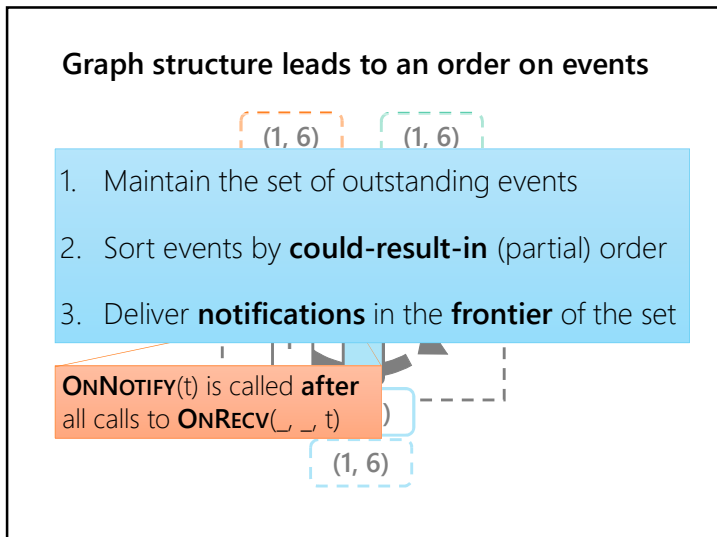 Graph structure leads to an order on events
(1, 6) (1, 6)
1. Maintain the set of outstanding events
2. Sort events by could-result-in (partial) order
3. Deliver notifications in the frontier of the set
ONNOTIFY(t) is called after
all calls to ONRECV(_, _, t)
)
(1, 6)